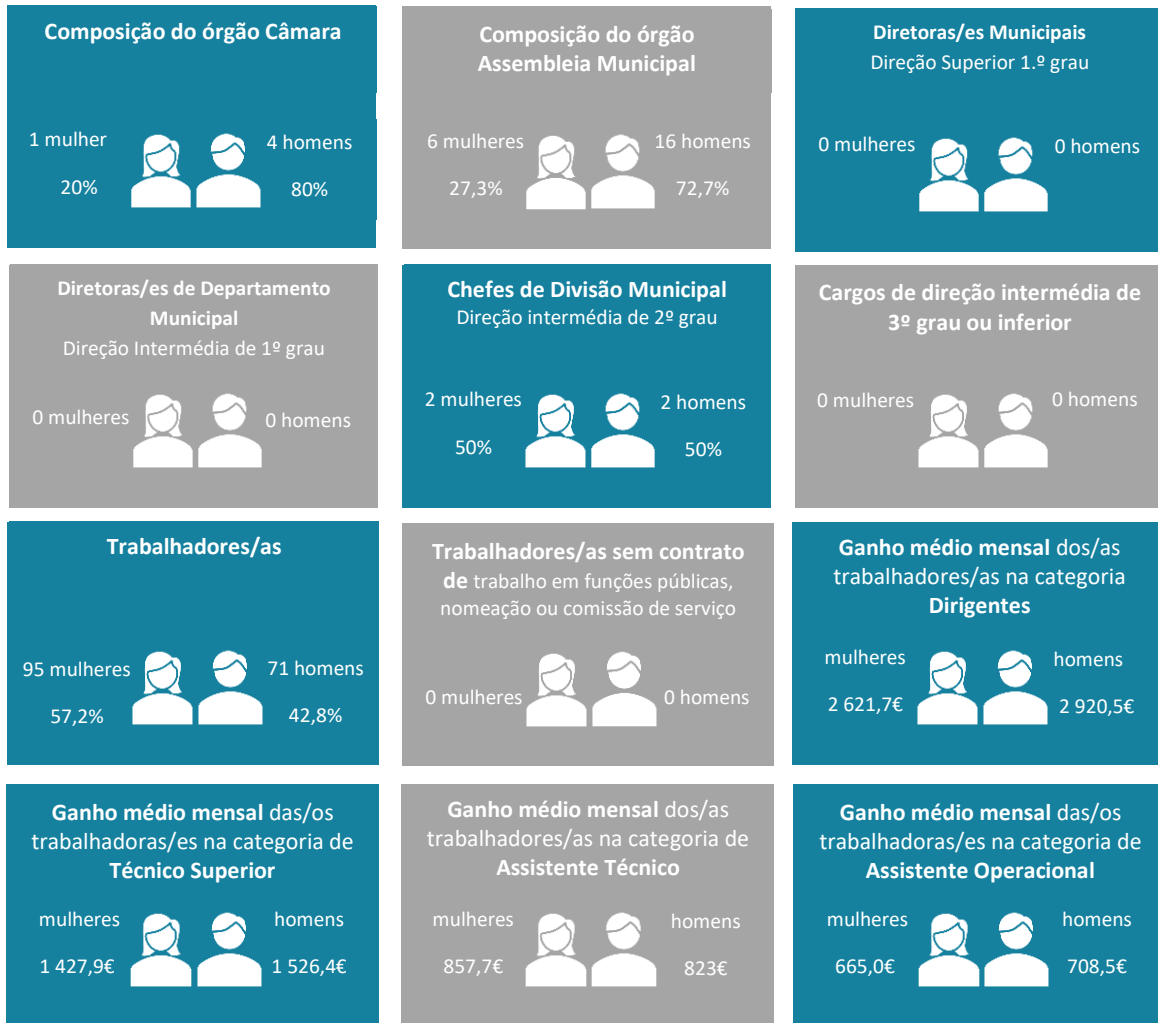 Composição do órgão Câmara
1 mulher
4 homens
20%
80%
Composição do órgão
Assembleia Municipal
6 mulheres
16 homens
27,3%
72,7%
Diretoras/es Municipais
Direção Superior 1.º grau
0 mulheres
0 homens
Diretoras/es de Departamento
Municipal
Direção Intermédia de 1º grau
0 mulheres
0 homens
Chefes de Divisão Municipal
Direção intermédia de 2º grau
2 mulheres
2 homens
50%
50%
Cargos de direção intermédia de
3º grau ou inferior
0 mulheres
0 homens
Trabalhadores/as
95 mulheres
71 homens
57,2%
42,8%
Trabalhadores/as sem contrato
de trabalho em funções públicas,
nomeação ou comissão de serviço
0 mulheres
0 homens
Ganho médio mensal dos/as
trabalhadores/as na categoria
Dirigentes
mulheres
homens
2 621,7€
2 920,5€
Ganho médio mensal das/os
trabalhadoras/es na categoria de
Técnico Superior
mulheres
homens
1 427,9€
1 526,4€
Ganho médio mensal dos/as
trabalhadores/as na categoria de
Assistente Técnico
mulheres
homens
857,7€
823€
Ganho médio mensal das/os
trabalhadoras/es na categoria de
Assistente Operacional
mulheres
homens
665,0€
708,5€